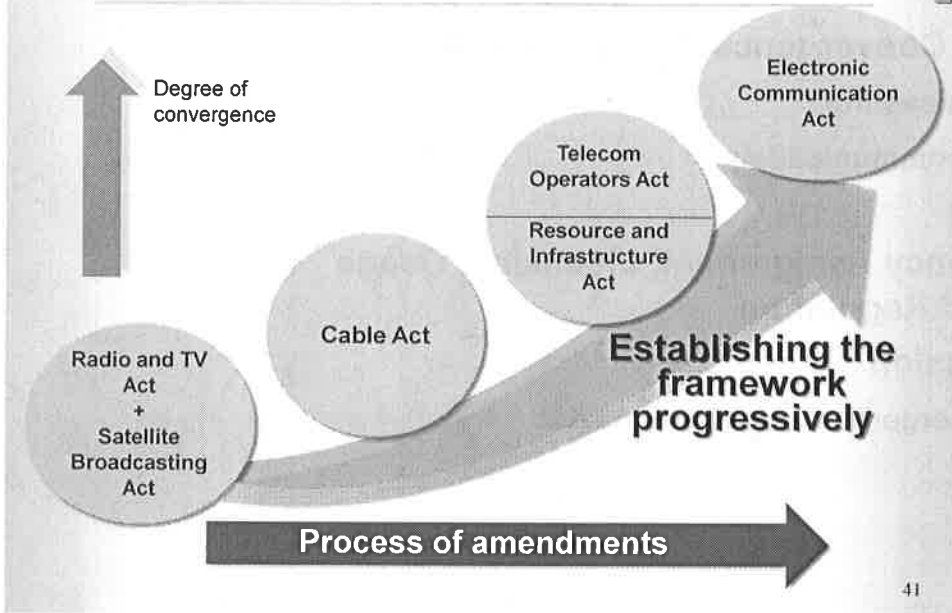 Degree of
convergence
Electronic
Communication
Act
Telecom
Operators Act
Resource and
Infrastructure
Act
Cable Act
Radio and TV
Act
+
Satellite
Broadcasting
Act
Establishing the
framework
progressively
Process of amendments
41